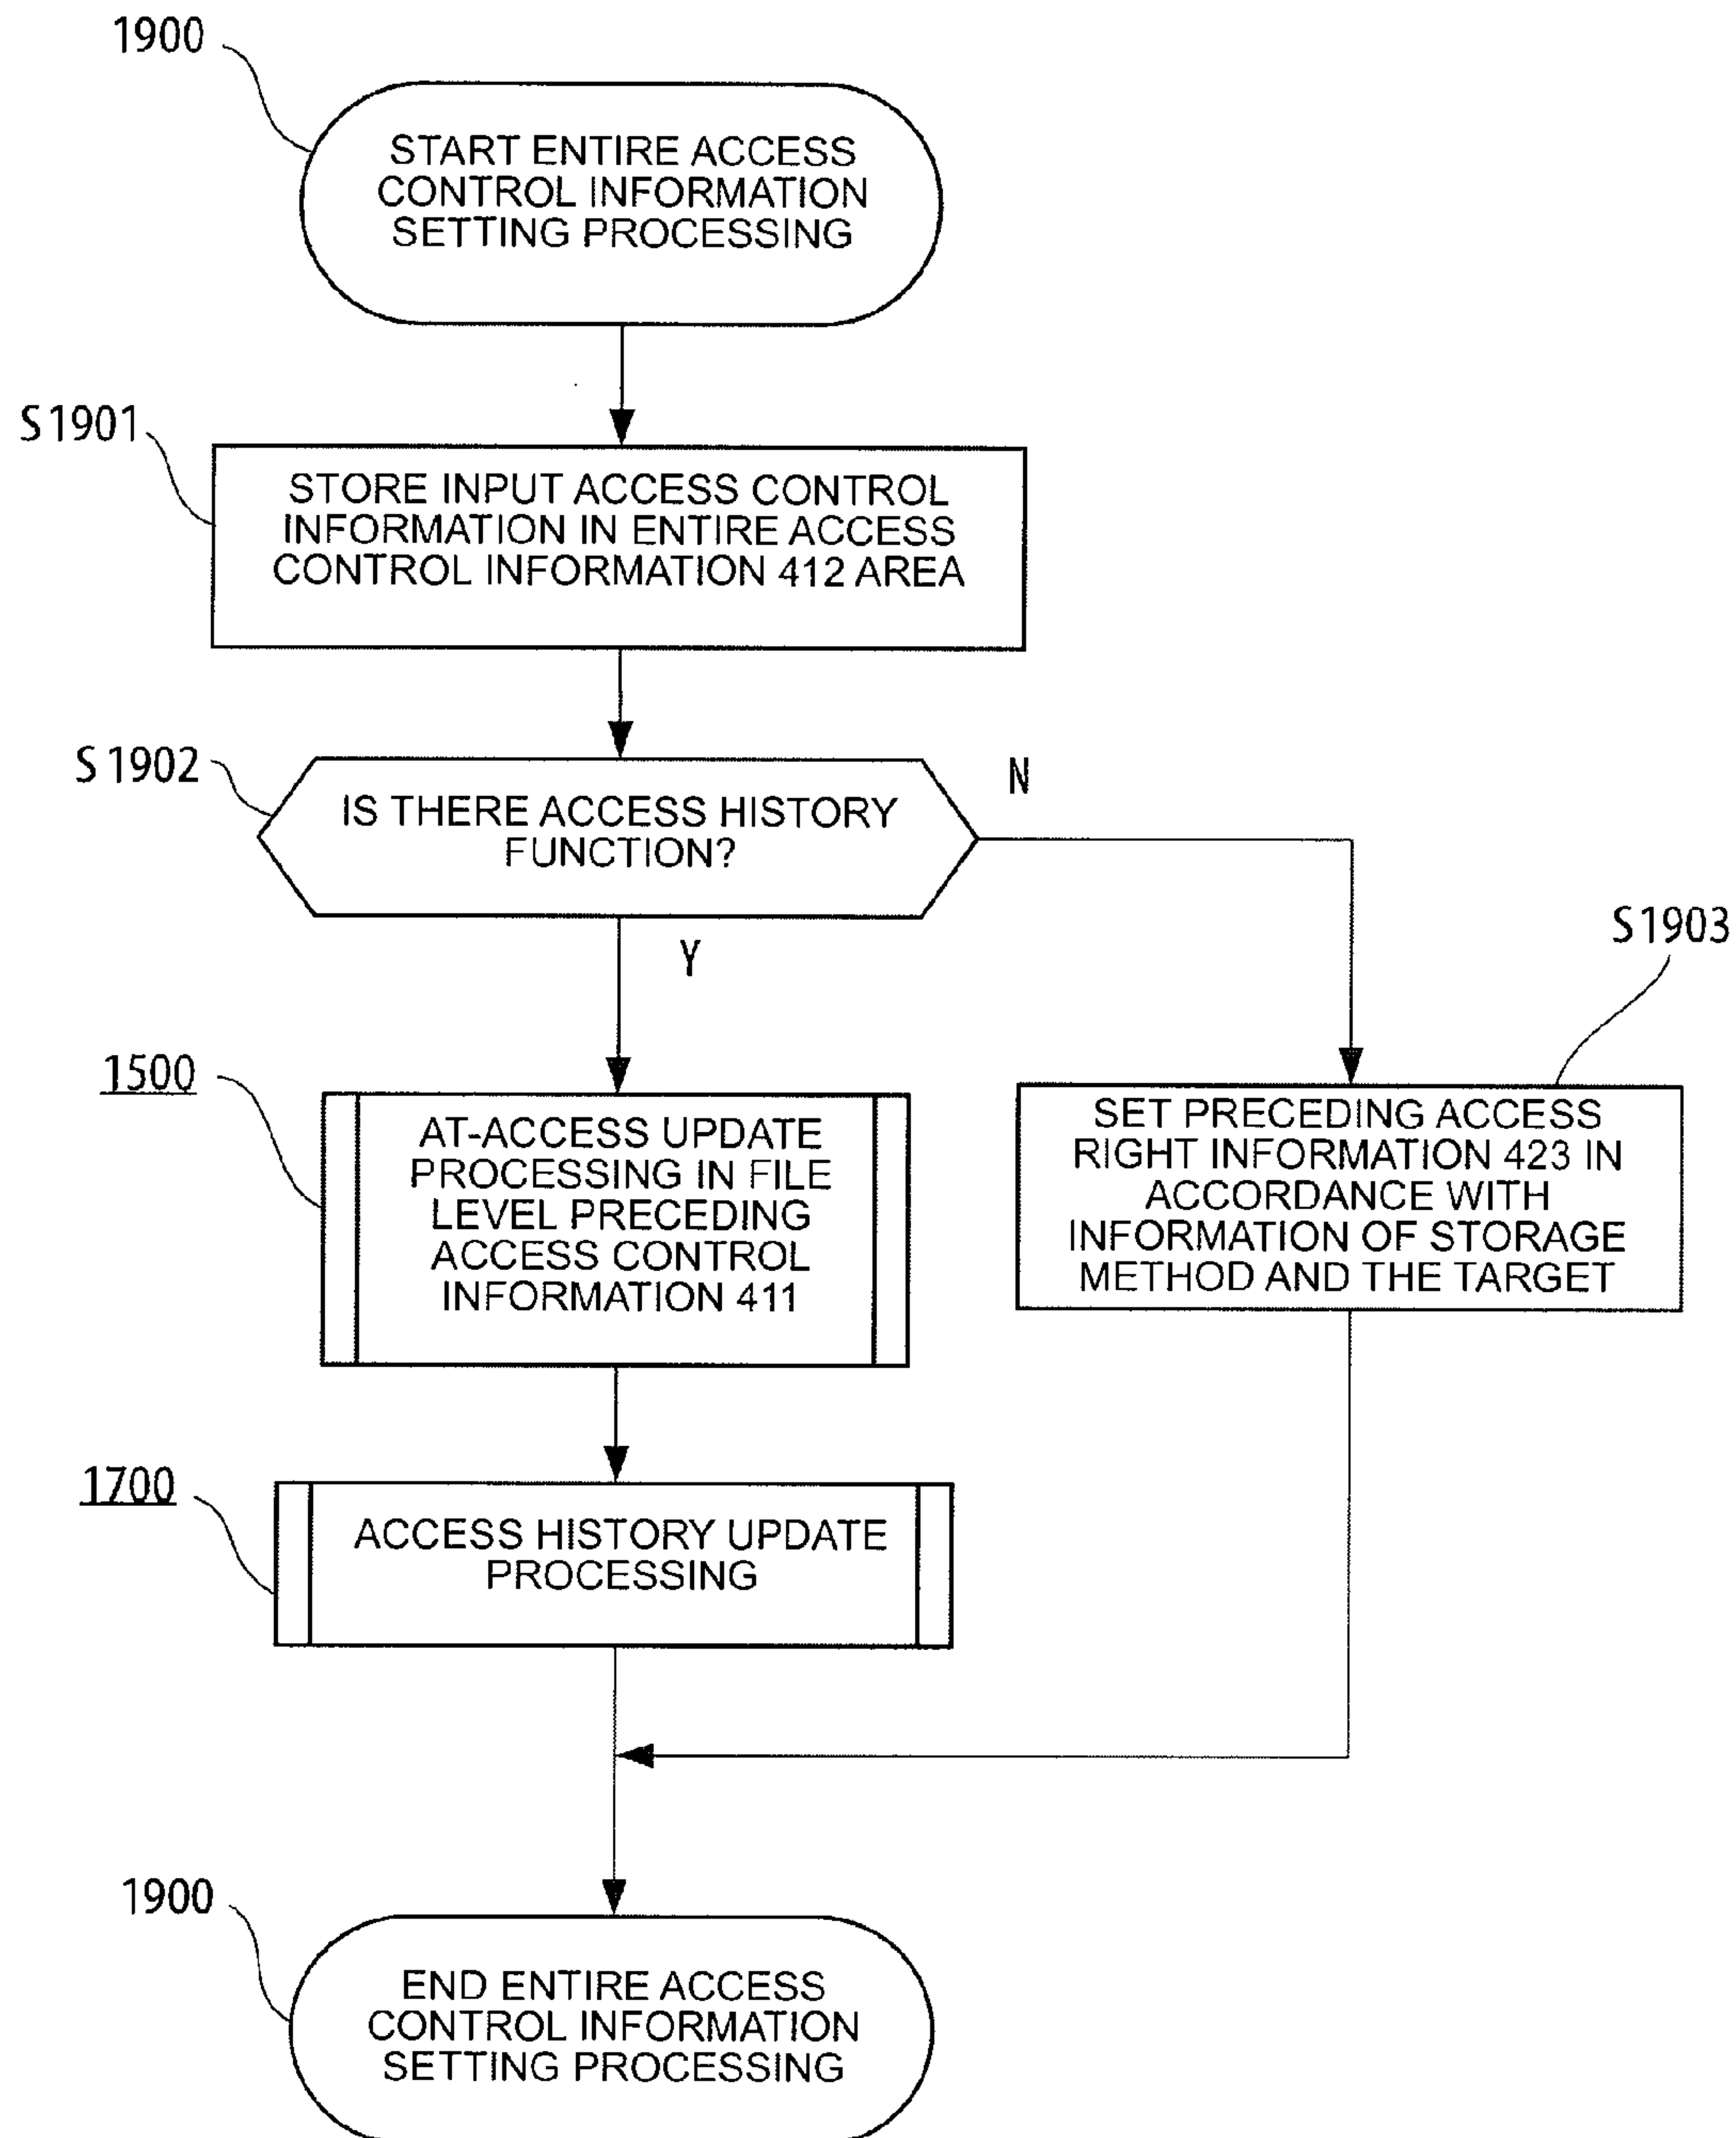 1900
START ENTIRE ACCESS
CONTROL INFORMATION
SETTING PROCESSING
S1901
STORE INPUT ACCESS CONTROL
INFORMATION IN ENTIRE ACCESS
CONTROL INFORMATION 412 AREA
S1902
IS THERE ACCESS HISTORY
FUNCTION?
N
Y
S1903
1500
AT-ACCESS UPDATE
PROCESSING IN FILE
LEVEL PRECEDING
ACCESS CONTROL
INFORMATION 411
SET PRECEDING ACCESS
RIGHT INFORMATION 423 IN
ACCORDANCE WITH
INFORMATION OF STORAGE
METHOD AND THE TARGET
1700
ACCESS HISTORY UPDATE
PROCESSING
1900
END ENTIRE ACCESS
CONTROL INFORMATION
SETTING PROCESSING